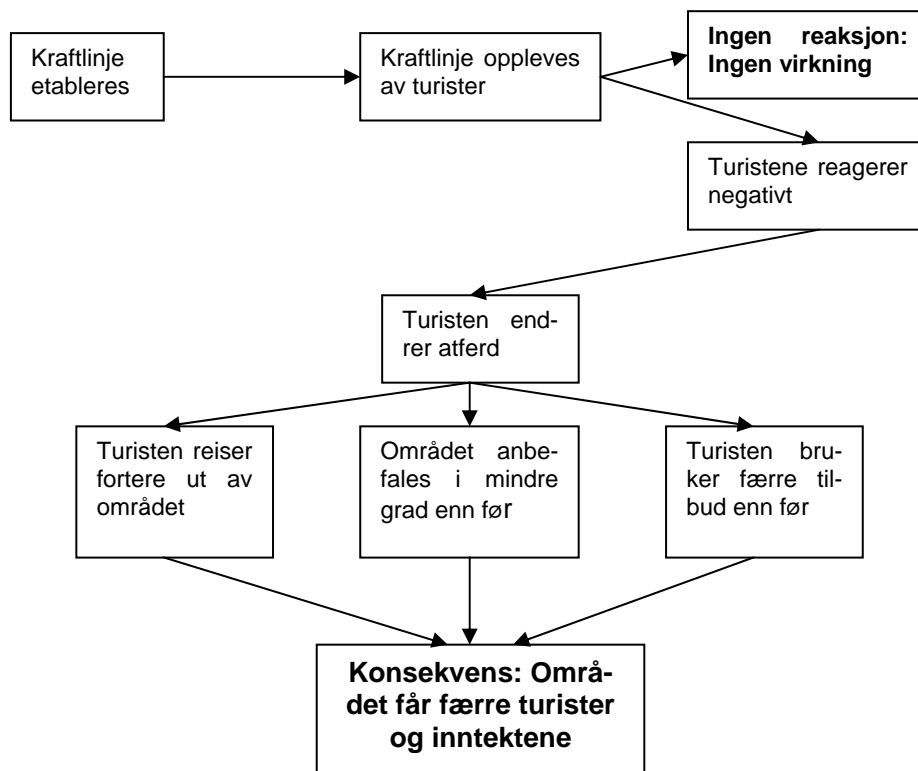 Kraftlinje
etableres
Kraftlinje oppleves
av turister
Ingen reaksjon:
Ingen virkning
Turistene reagerer
negativt
Turisten end-
rer atferd
Turisten reiser
fortere ut av
området
Området anbe-
fales i mindre
grad enn før
Turisten bru-
ker færre til-
bud enn før
Konsekvens: Områ-
det får færre turister
og inntektene